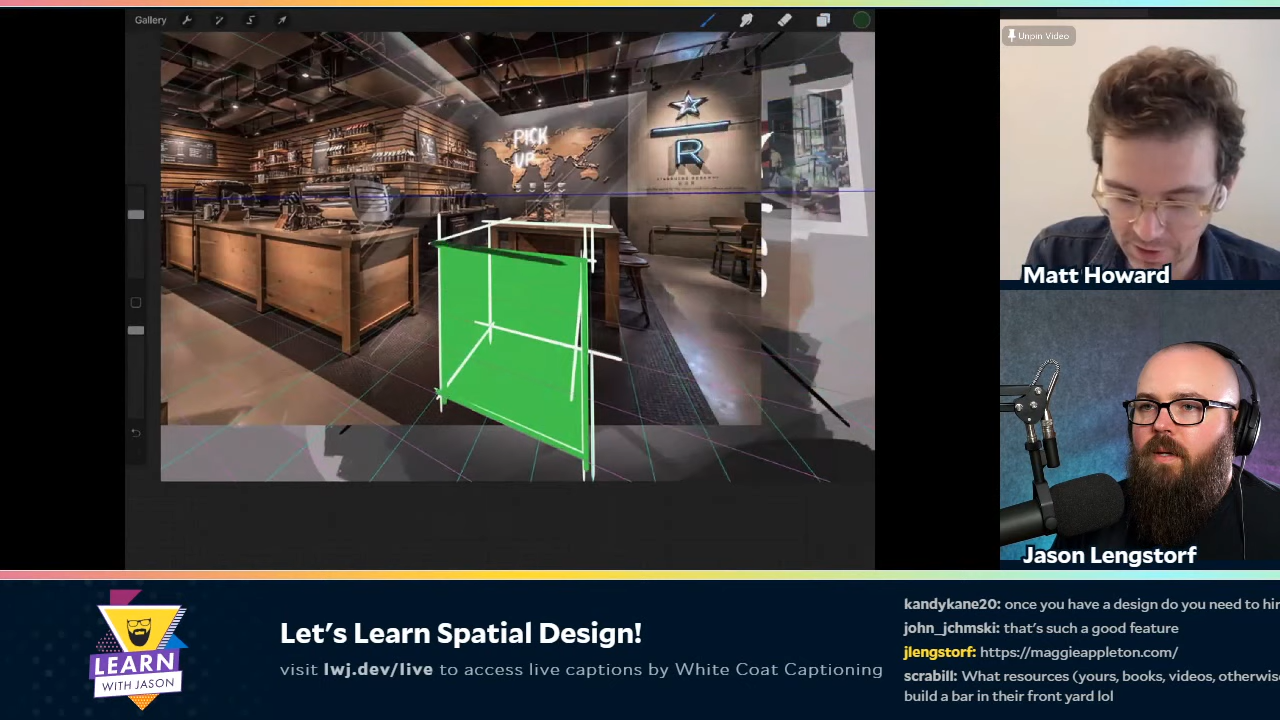 Gallery
Unpin Video
PICK
UP
R
Matt Howard
Jason Lengstorf
LEARN
WITH JASON
Let's Learn Spatial Design!
visit lwj.dev/live to access live captions by White Coat Captioning
kandykane20: once you have a design do you need to hir
john_jchmski: that's such a good feature
jlengstorf: https://maggieappleton.com/
scrabill: What resources (yours, books, videos, otherwise
build a bar in their front yard lol